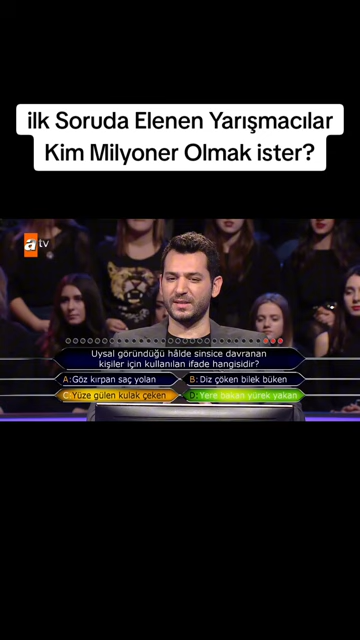 ilk Soruda Elenen Yarışmacılar
Kim Milyoner Olmak ister?
atv
Uysal göründüğü hâlde sinsice davranan
kişiler için kullanılan ifade hangisidir?
A: Göz kırpan saç yolan
B: Diz çöken bilek büken
C: Yüze gülen kulak çeken
D: Yere bakan yürek yakan